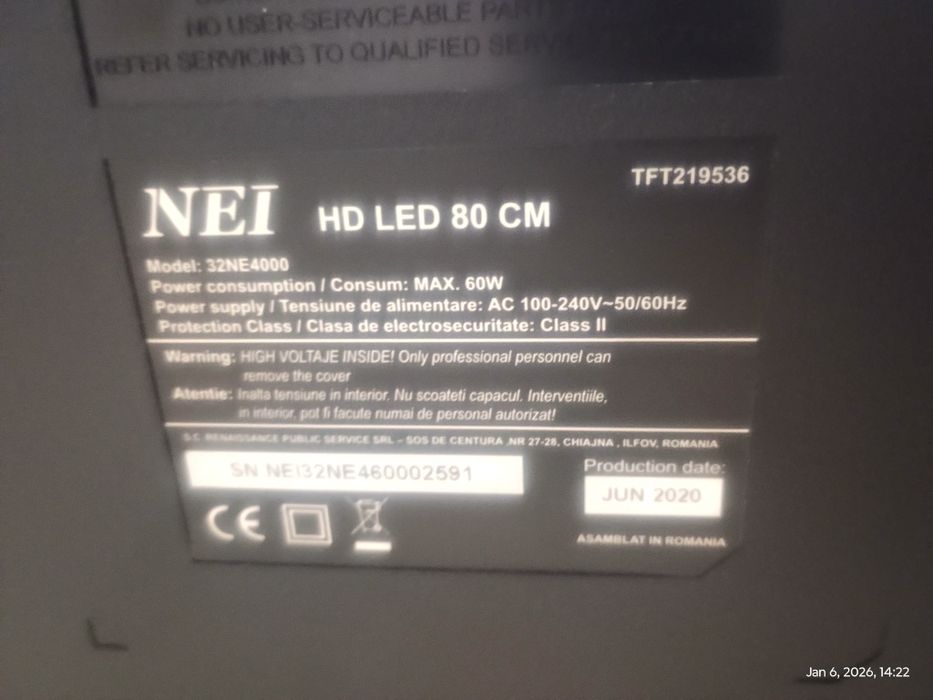 NO USER-SERVICEABLE PAR
REFER SERVICING TO QUALIFIED SERV
TFT219536
NEI HD LED 80 CM
Model: 32NE4000
Power consumption / Consum: MAX. 60W
Power supply / Tensiune de alimentare: AC 100-240V~50/60Hz
Protection Class / Clasa de electrosecuritate: Class II
Warning: HIGH VOLTAJE INSIDE! Only professional personnel can
remove the cover
Atentie: Inalta tensiune in interior. Nu scoateti capacul. Interventiile,
in interior, pot fi facute numai de personal autorizat!
S.C. RENAISSANCE PUBLIC SERVICE SRL - SOS DE CENTURA ,NR 27-28, CHIAJNA , ILFOV, ROMANIA
SN NEI32NE460002591
Production date:
JUN 2020
CE
ASAMBLAT IN ROMANIA
Jan 6, 2026, 14:22